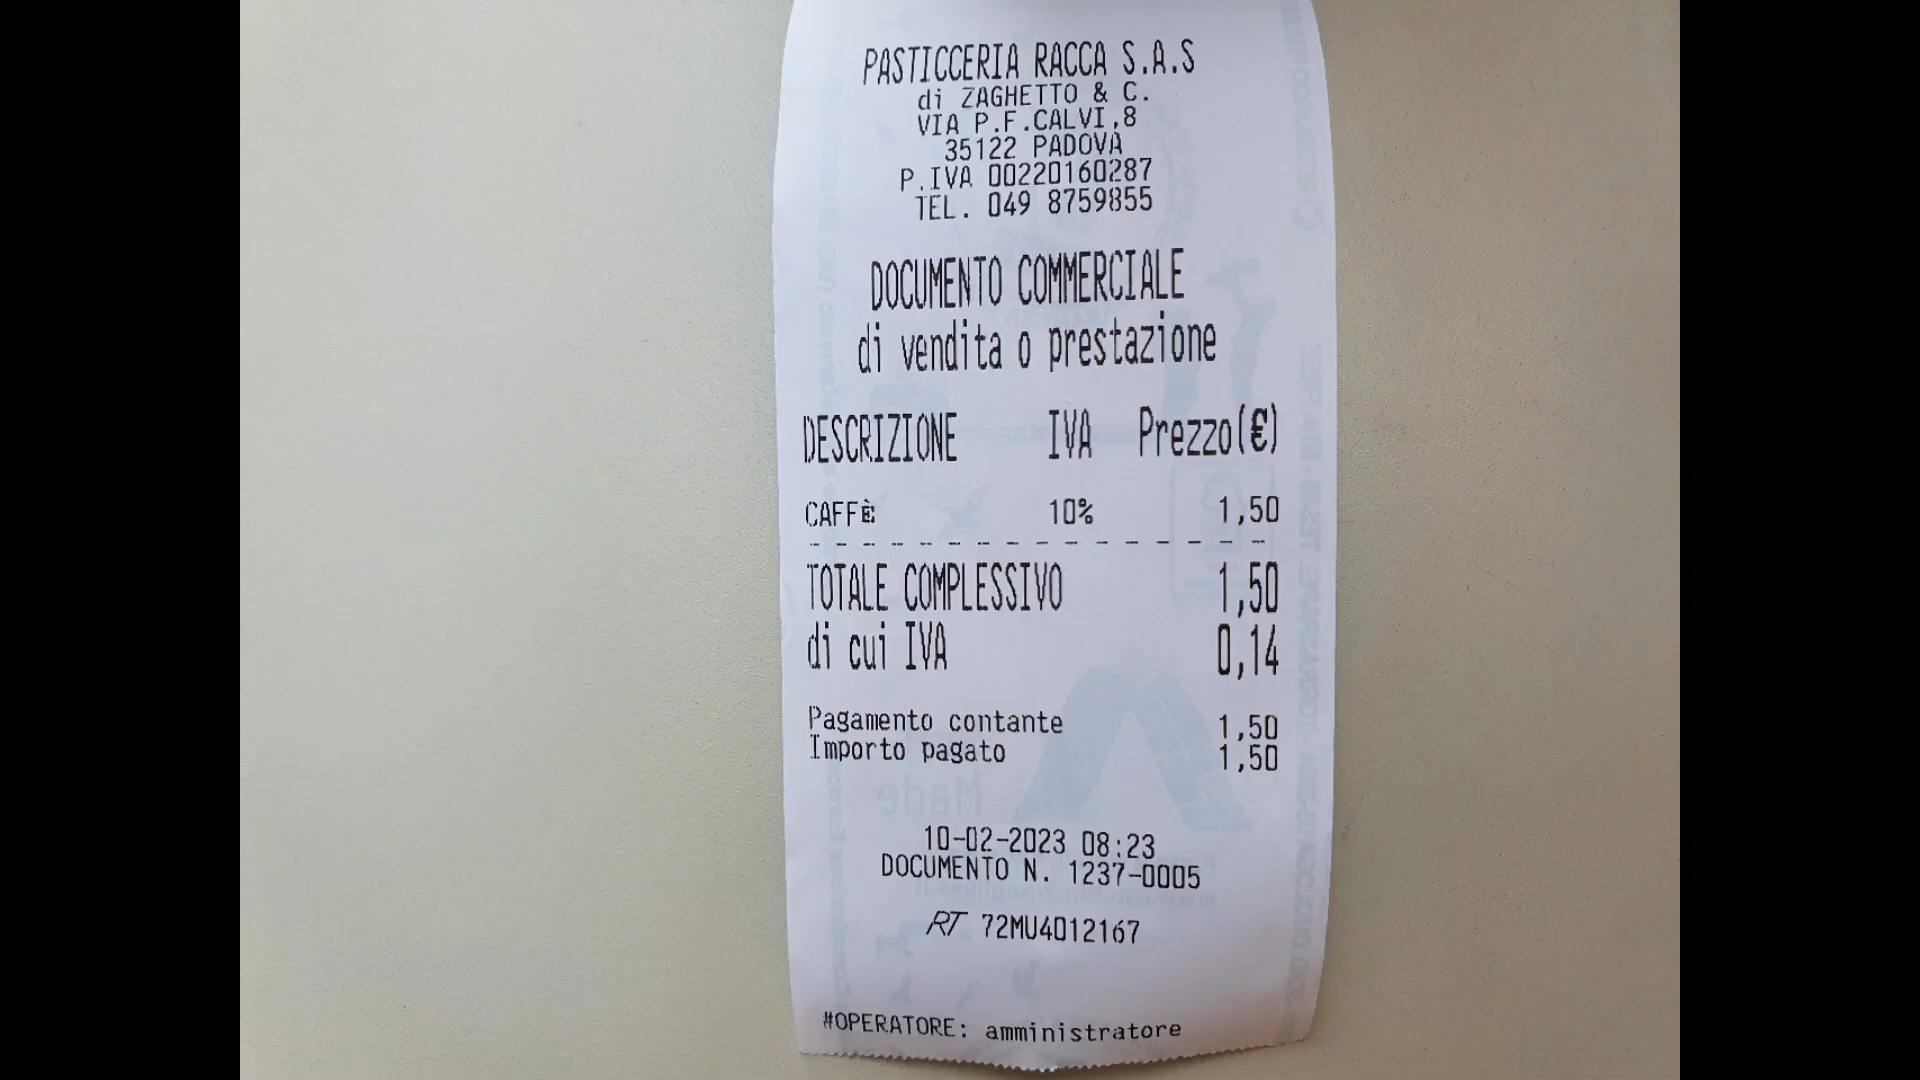 PASTICCERIA RACCA S.A.S
di ZAGHETTO & C.
VIA P.F.CALVI,8
35122 PADOVA
P.IVA 00220160287
TEL. 049 8759855
DOCUMENTO COMMERCIALE
di vendita o prestazione
DESCRIZIONE IVA Prezzo(€)
CAFFÈ 10% 1,50
TOTALE COMPLESSIVO 1,50
di cui IVA 0,14
Pagamento contante 1,50
Importo pagato 1,50
Made
10-02-2023 08:23
DOCUMENTO N. 1237-0005
RT 72MU4012167
#OPERATORE: amministratore